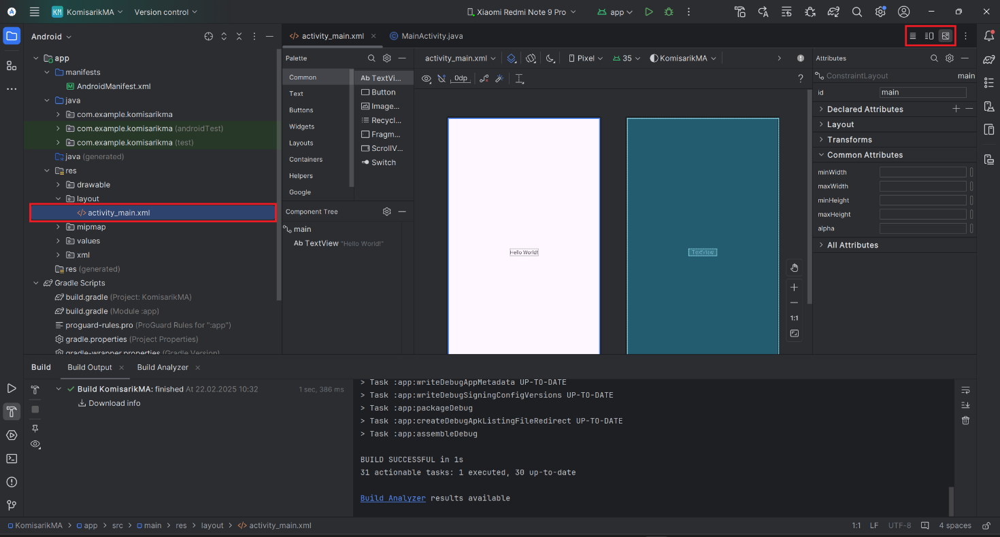 KM KomisarikMA Version control Xiaomi Redmi Note 9 Pro app
Android
activity_main.xml MainActivity.java
app
manifests
AndroidManifest.xml
java
com.example.komisarikma
com.example.komisarikma (androidTest)
com.example.komisarikma (test)
java (generated)
res
drawable
layout
activity_main.xml
mipmap
values
xml
res (generated)
Gradle Scripts
build.gradle (Project: KomisarikMA)
build.gradle (Module :app)
proguard-rules.pro (ProGuard Rules for ":app")
gradle.properties (Project Properties)
gradle-wrapper.properties (Gradle Version)
Palette
Common
Text
Buttons
Widgets
Layouts
Containers
Helpers
Google
Ab TextVi...
Button
Image...
Recycl...
Fragm...
ScrollV...
Switch
Component Tree
main
Ab TextView "Hello World!"
activity_main.xml Pixel 35 KomisarikMA
0dp
?
Hello World!
TextView
1:1
Attributes
ConstraintLayout main
id main
Declared Attributes
Layout
Transforms
Common Attributes
minWidth
maxWidth
minHeight
maxHeight
alpha
All Attributes
Build Build Output Build Analyzer
Build KomisarikMA: finished At 22.02.2025 10:32 1 sec, 386 ms
Download info
> Task :app:writeDebugAppMetadata UP-TO-DATE
> Task :app:writeDebugSigningConfigVersions UP-TO-DATE
> Task :app:packageDebug
> Task :app:createDebugApkListingFileRedirect UP-TO-DATE
> Task :app:assembleDebug
BUILD SUCCESSFUL in 1s
31 actionable tasks: 1 executed, 30 up-to-date
Build Analyzer results available
KomisarikMA > app > src > main > res > layout > activity_main.xml 1:1 LF UTF-8 4 spaces